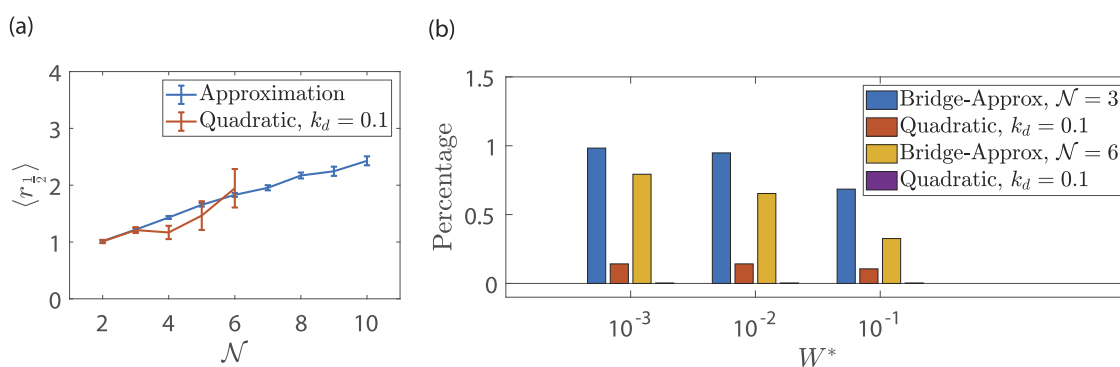 (a)
4
3
2
1
0
⟨r_{1/2}⟩
Approximation
Quadratic, k_d = 0.1
2 4 6 8 10
𝒩
(b)
1.5
1
0.5
0
Percentage
Bridge-Approx, 𝒩 = 3
Quadratic, k_d = 0.1
Bridge-Approx, 𝒩 = 6
Quadratic, k_d = 0.1
10^{-3} 10^{-2} 10^{-1}
W*